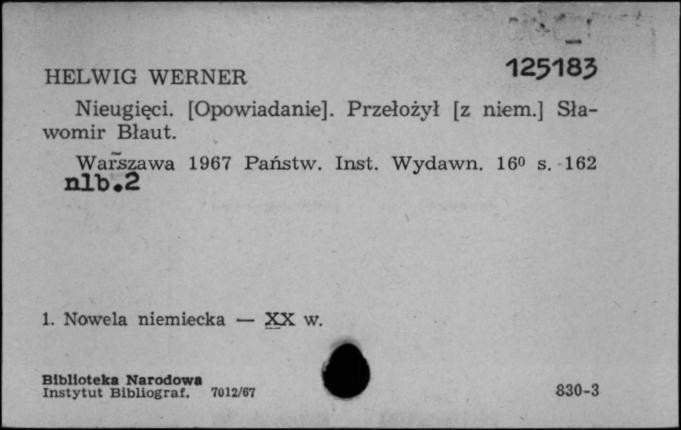 125183
HELWIG WERNER
Nieugięci. [Opowiadanie]. Przełożył [z niem.] Sła-
womir Błaut.
Warszawa 1967 Państw. Inst. Wydawn. 16⁰ s. 162
nlb.2
1. Nowela niemiecka — XX w.
Biblioteka Narodowa
Instytut Bibliograf. 7012/67
830-3